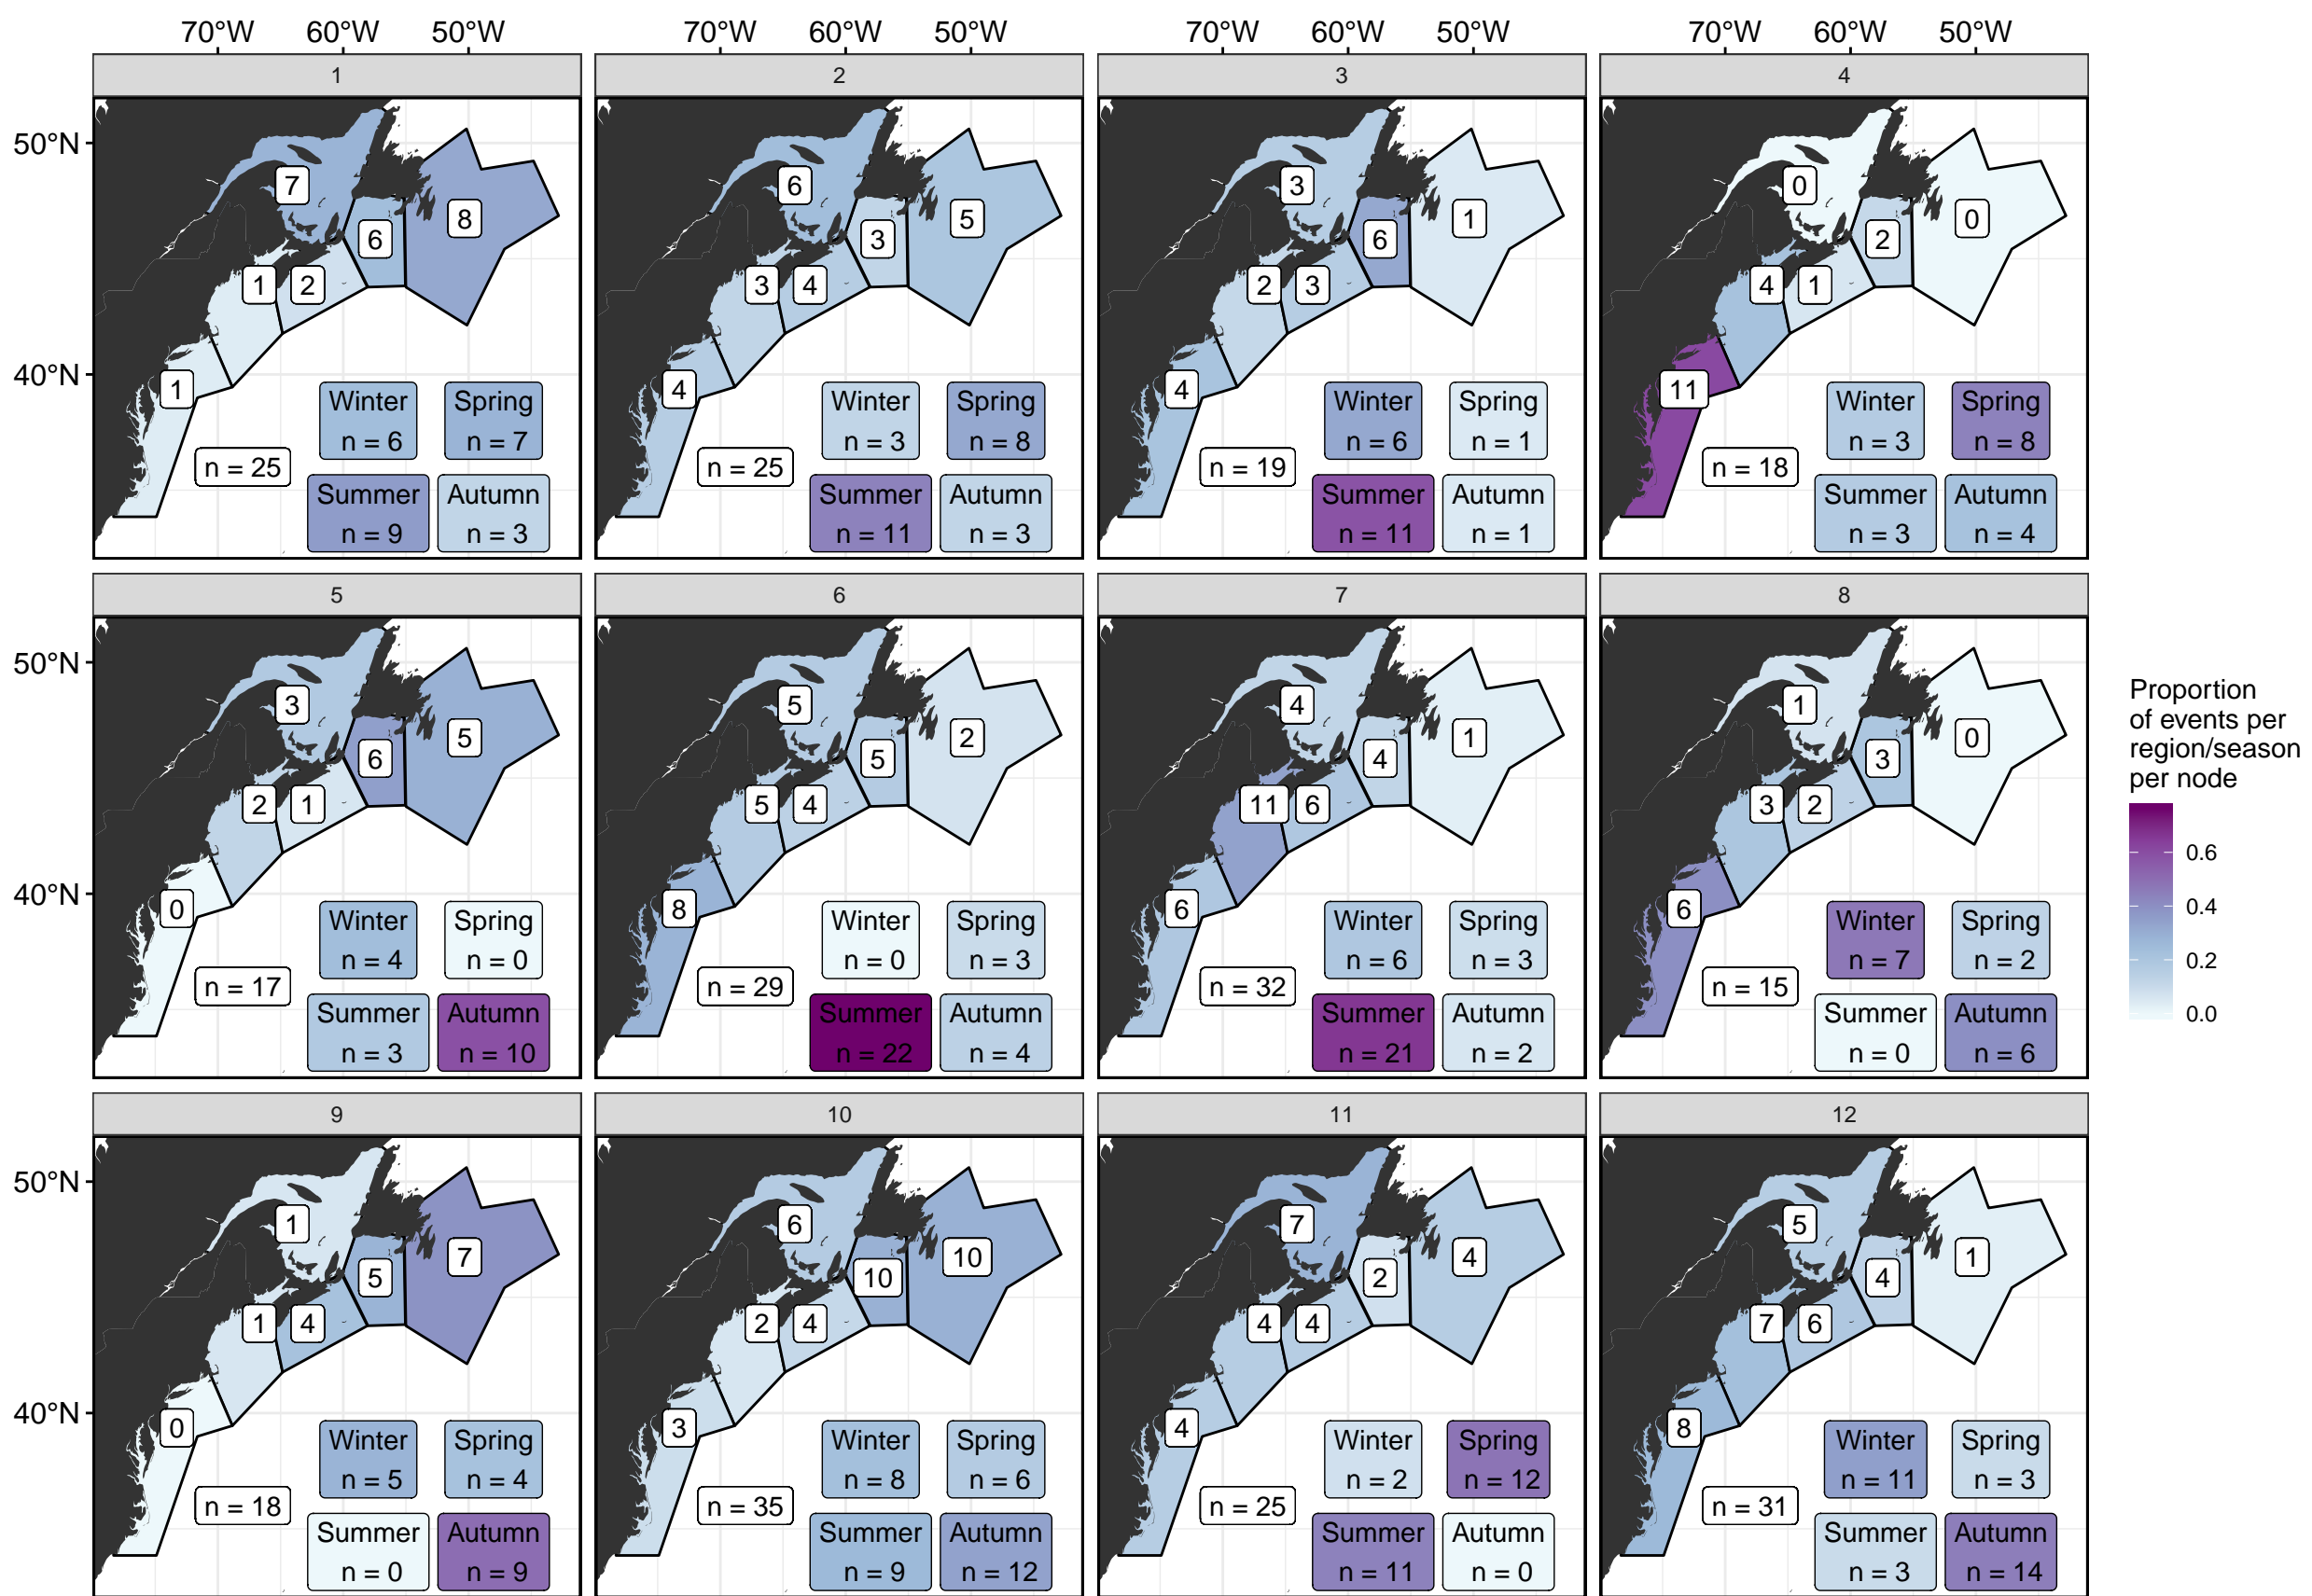 70°W 60°W 50°W 70°W 60°W 50°W 70°W 60°W 50°W 70°W 60°W 50°W
1 2 3 4
50°N
40°N
7
8
6
1 2
1
n = 25
Winter
n = 6
Spring
n = 7
Summer
n = 9
Autumn
n = 3
6
5
3
3 4
4
n = 25
Winter
n = 3
Spring
n = 8
Summer
n = 11
Autumn
n = 3
3
1
6
2 3
4
n = 19
Winter
n = 6
Spring
n = 1
Summer
n = 11
Autumn
n = 1
0
0
2
4 1
11
n = 18
Winter
n = 3
Spring
n = 8
Summer
n = 3
Autumn
n = 4
5 6 7 8
50°N
40°N
3
5
6
2 1
0
n = 17
Winter
n = 4
Spring
n = 0
Summer
n = 3
Autumn
n = 10
5
2
5
5 4
8
n = 29
Winter
n = 0
Spring
n = 3
Summer
n = 22
Autumn
n = 4
4
1
4
11 6
6
n = 32
Winter
n = 6
Spring
n = 3
Summer
n = 21
Autumn
n = 2
1
0
3
3 2
6
n = 15
Winter
n = 7
Spring
n = 2
Summer
n = 0
Autumn
n = 6
Proportion
of events per
region/season
per node
0.6
0.4
0.2
0.0
9 10 11 12
50°N
40°N
1
7
5
1 4
0
n = 18
Winter
n = 5
Spring
n = 4
Summer
n = 0
Autumn
n = 9
6
10
10
2 4
3
n = 35
Winter
n = 8
Spring
n = 6
Summer
n = 9
Autumn
n = 12
7
4
2
4 4
4
n = 25
Winter
n = 2
Spring
n = 12
Summer
n = 11
Autumn
n = 0
5
1
4
7 6
8
n = 31
Winter
n = 11
Spring
n = 3
Summer
n = 3
Autumn
n = 14